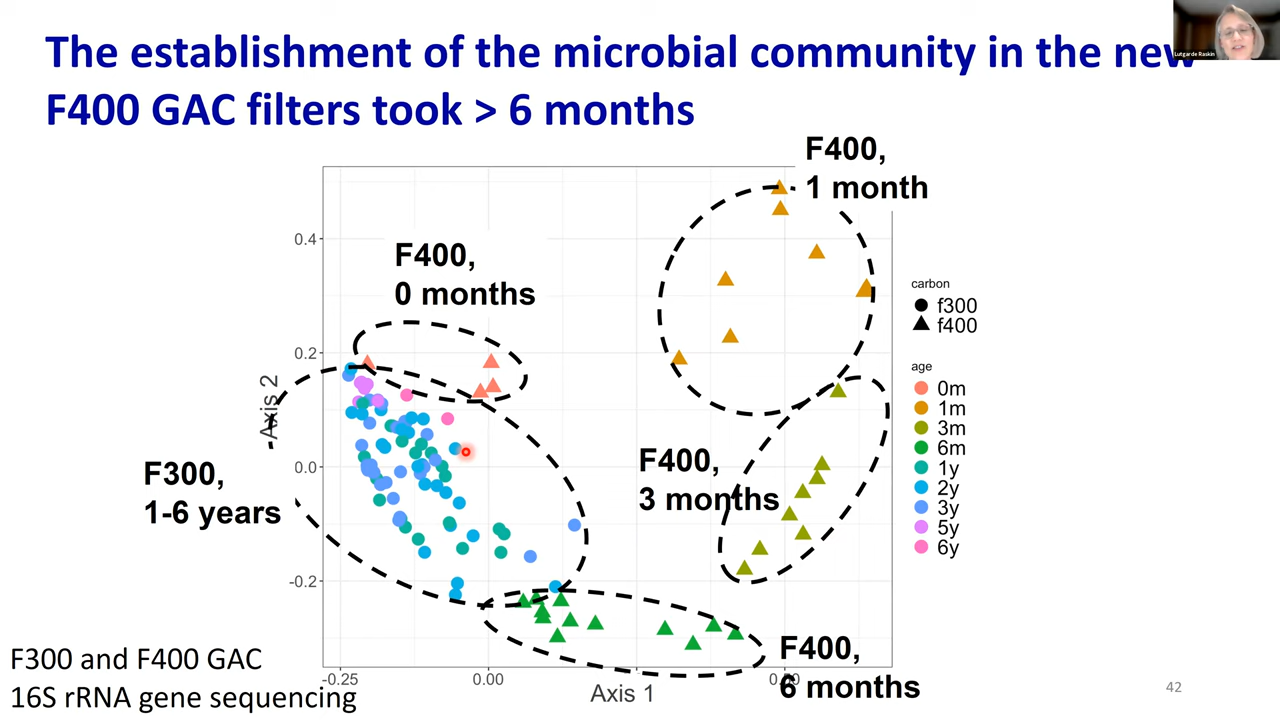 The establishment of the microbial community in the new
F400 GAC filters took > 6 months
Lutgarde Raskin
F400,
1 month
F400,
0 months
F400,
3 months
F300,
1-6 years
F400,
6 months
0.4
0.2
0.0
-0.2
Axis 2
-0.25
0.00
Axis 1
carbon
f300
f400
age
0m
1m
3m
6m
1y
2y
3y
5y
6y
F300 and F400 GAC
16S rRNA gene sequencing
42